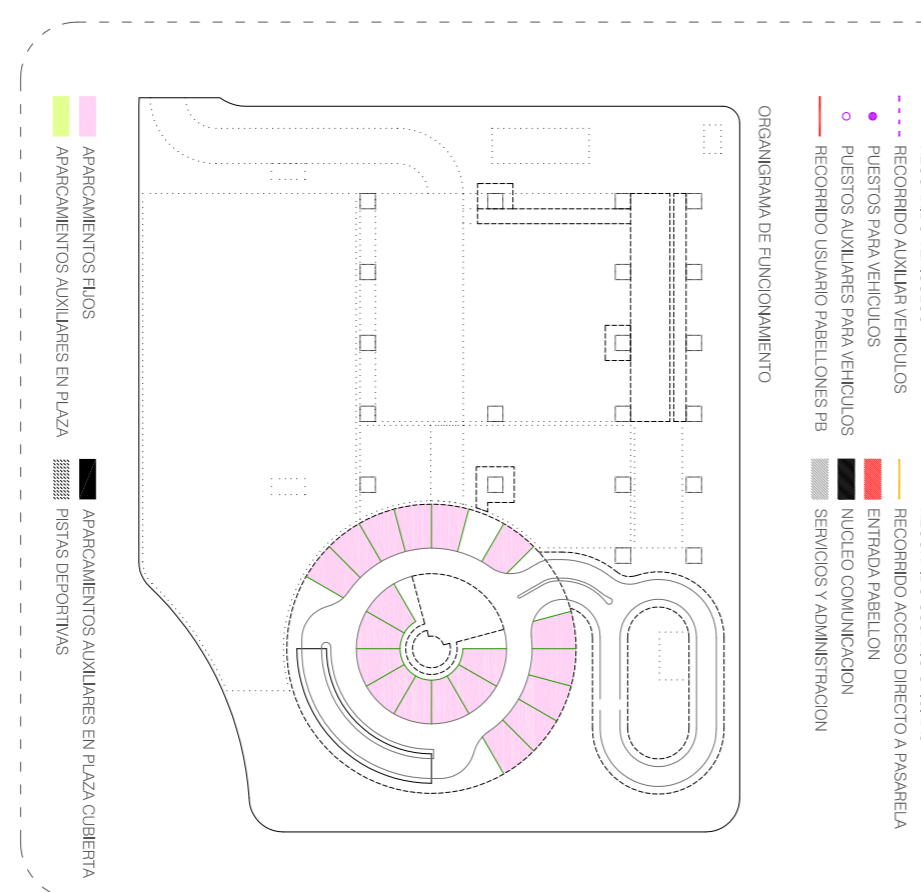 RECORRIDO AUXILIAR VEHICULOS
PUESTOS PARA VEHICULOS
PUESTOS AUXILIARES PARA VEHICULOS
RECORRIDO USUARIO PABELLONES PB
RECORRIDO ACCESO DIRECTO A PASARELA
ENTRADA PABELLON
NUCLEO COMUNICACION
SERVICIOS Y ADMINISTRACION
ORGANIGRAMA DE FUNCIONAMIENTO
APARCAMIENTOS FIJOS
APARCAMIENTOS AUXILIARES EN PLAZA
APARCAMIENTOS AUXILIARES EN PLAZA CUBIERTA
PISTAS DEPORTIVAS